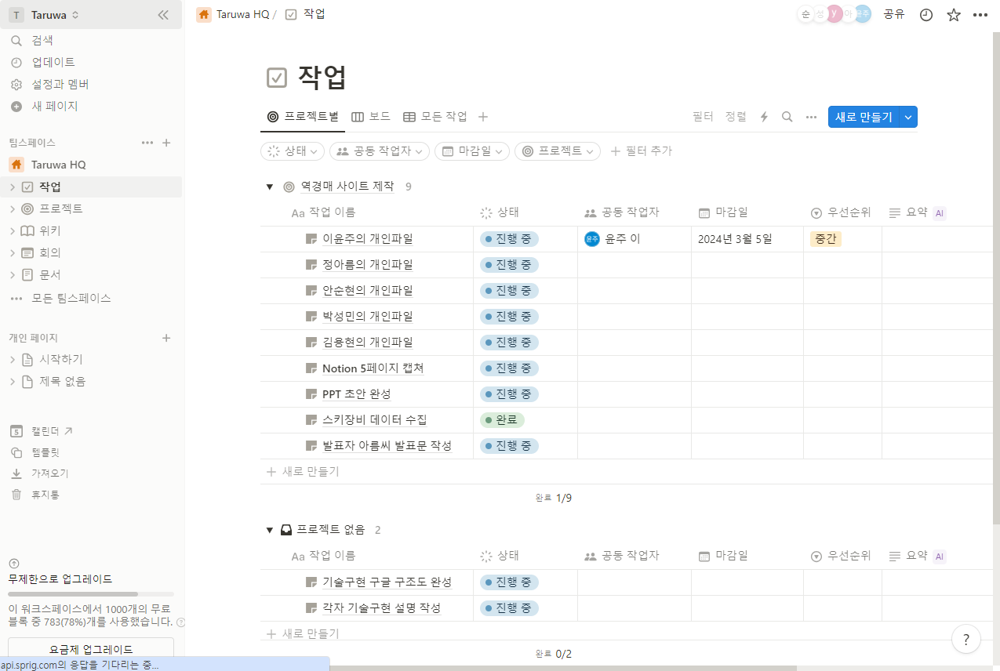 T Taruwa
검색
업데이트
설정과 멤버
새 페이지
팀스페이스
Taruwa HQ
작업
프로젝트
위키
회의
문서
모든 팀스페이스
개인 페이지
시작하기
제목 없음
5 캘린더
템플릿
가져오기
휴지통
무제한으로 업그레이드
이 워크스페이스에서 1000개의 무료
블록 중 783(78%)개를 사용했습니다.
요금제 업그레이드
api.sprig.com의 응답을 기다리는 중...
Taruwa HQ / 작업
순 성 y 아 윤주 공유
작업
프로젝트별 보드 모든 작업
필터 정렬 새로 만들기
상태 공동 작업자 마감일 프로젝트 필터 추가
역경매 사이트 제작 9
Aa 작업 이름 상태 공동 작업자 마감일 우선순위 요약 AI
이윤주의 개인파일 진행 중 윤주 윤주 이 2024년 3월 5일 중간
정아름의 개인파일 진행 중
안순현의 개인파일 진행 중
박성민의 개인파일 진행 중
김용현의 개인파일 진행 중
Notion 5페이지 캡쳐 진행 중
PPT 초안 완성 진행 중
스키장비 데이터 수집 완료
발표자 아름씨 발표문 작성 진행 중
새로 만들기
완료 1/9
프로젝트 없음 2
Aa 작업 이름 상태 공동 작업자 마감일 우선순위 요약 AI
기술구현 구글 구조도 완성 진행 중
각자 기술구현 설명 작성 진행 중
새로 만들기
완료 0/2
?